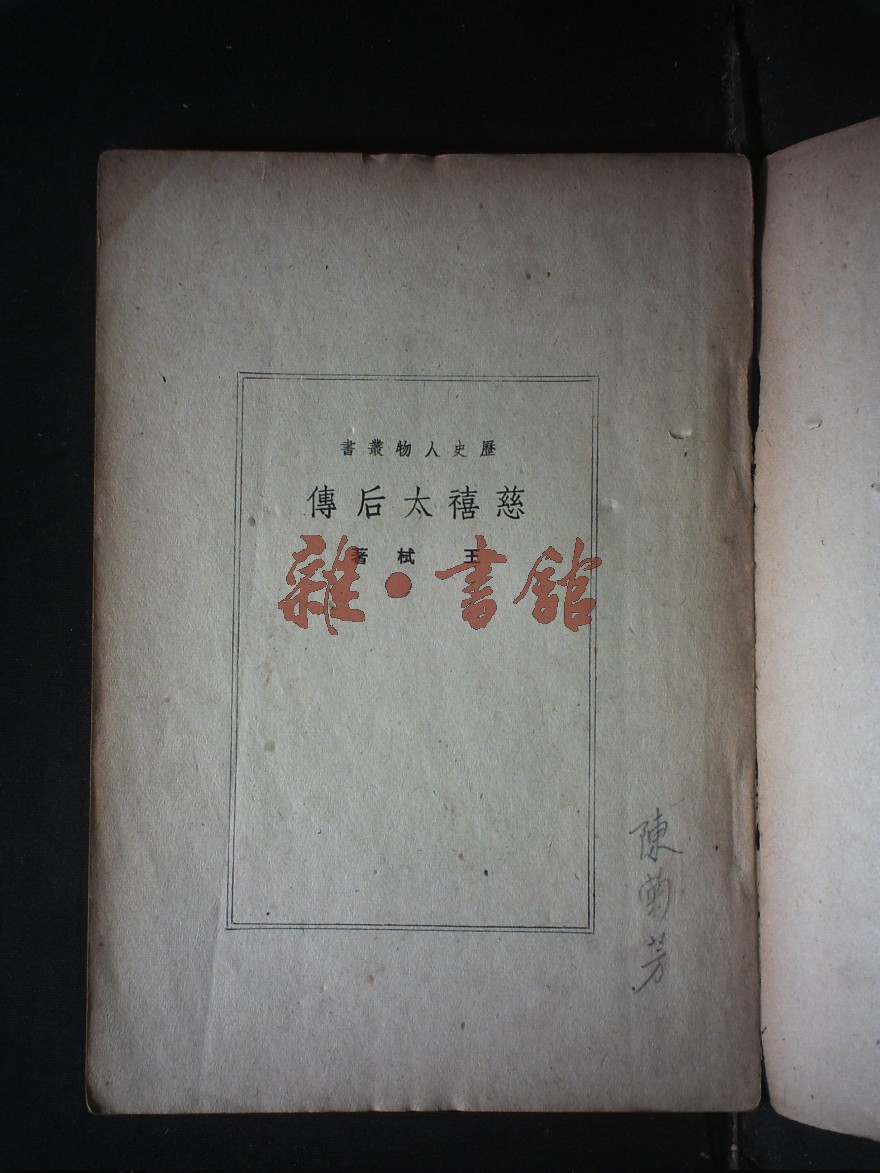 歷史人物叢書
慈禧太后傳
王栻著
雜·書館
陳菊芳